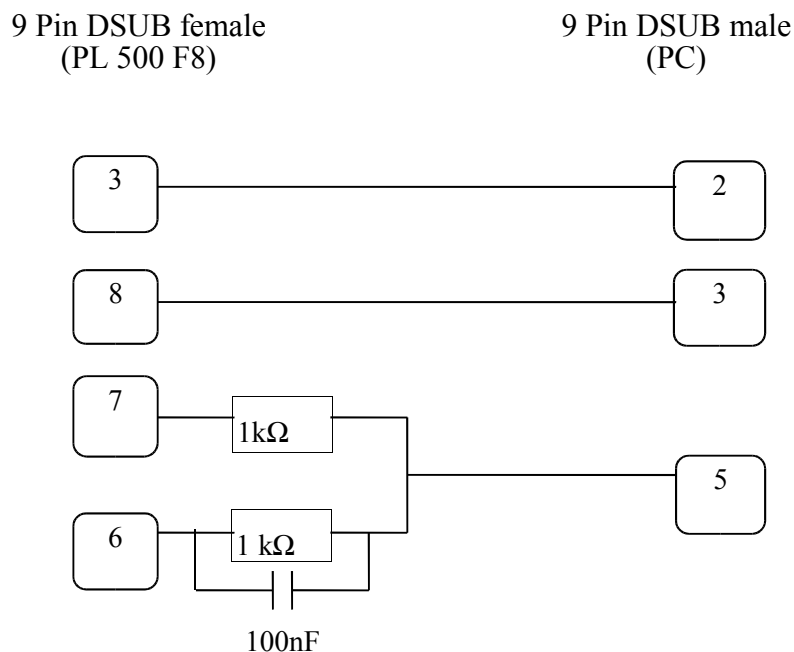 9 Pin DSUB female
(PL 500 F8)
9 Pin DSUB male
(PC)
3
2
8
3
7
1kΩ
5
6
1 kΩ
100nF